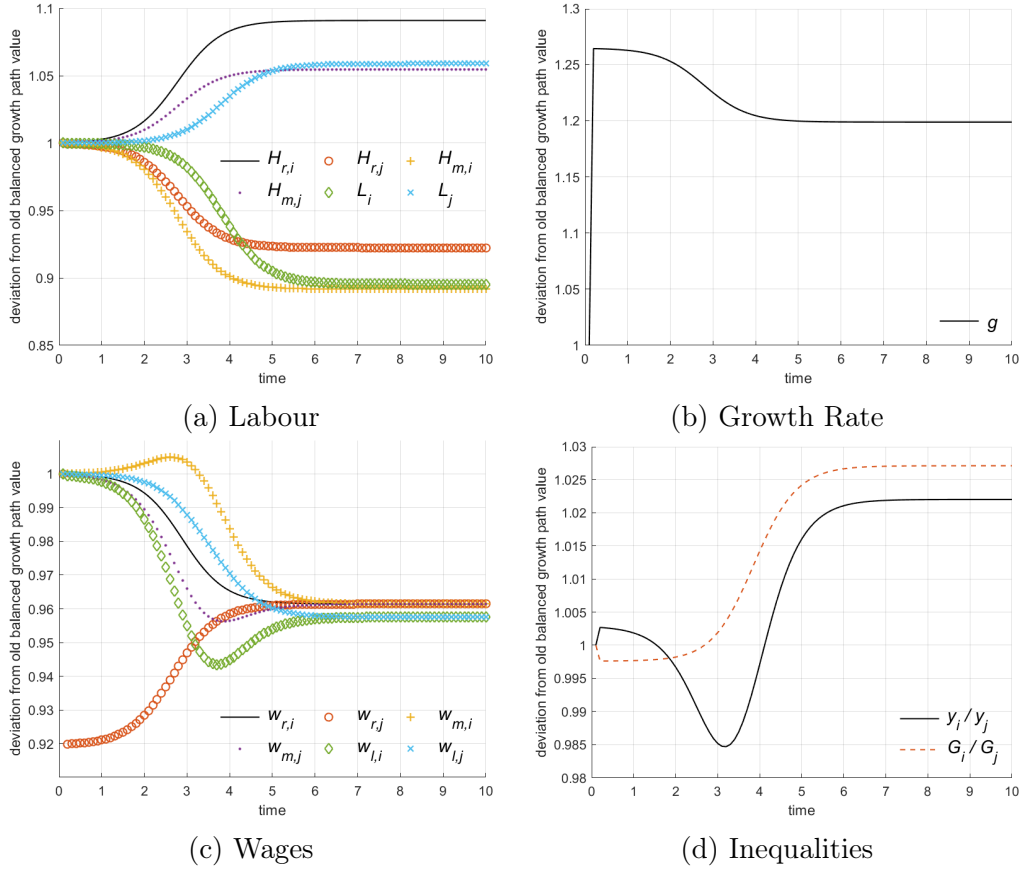 deviation from old balanced growth path value
1.1
1.05
1
0.95
0.9
0.85
H_{r,i} H_{r,j} H_{m,i}
H_{m,j} L_i L_j
0 1 2 3 4 5 6 7 8 9 10
time
(a) Labour
deviation from old balanced growth path value
1.3
1.25
1.2
1.15
1.1
1.05
1
g
0 1 2 3 4 5 6 7 8 9 10
time
(b) Growth Rate
deviation from old balanced growth path value
1
0.99
0.98
0.97
0.96
0.95
0.94
0.93
0.92
w_{r,i} w_{r,j} w_{m,i}
w_{m,j} w_{l,i} w_{l,j}
0 1 2 3 4 5 6 7 8 9 10
time
(c) Wages
deviation from old balanced growth path value
1.03
1.025
1.02
1.015
1.01
1.005
1
0.995
0.99
0.985
0.98
y_i / y_j
G_i / G_j
0 1 2 3 4 5 6 7 8 9 10
time
(d) Inequalities